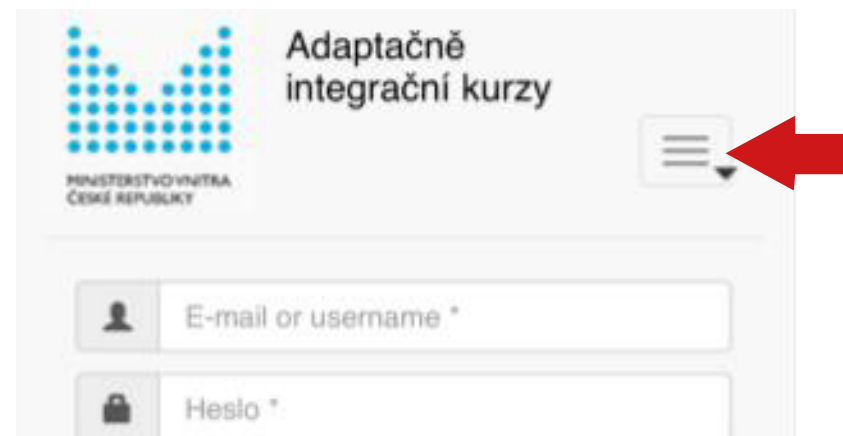 Adaptačně
integrační kurzy
MINISTERSTVO VNITRA
ČESKÉ REPUBLIKY
E-mail or username *
Heslo *